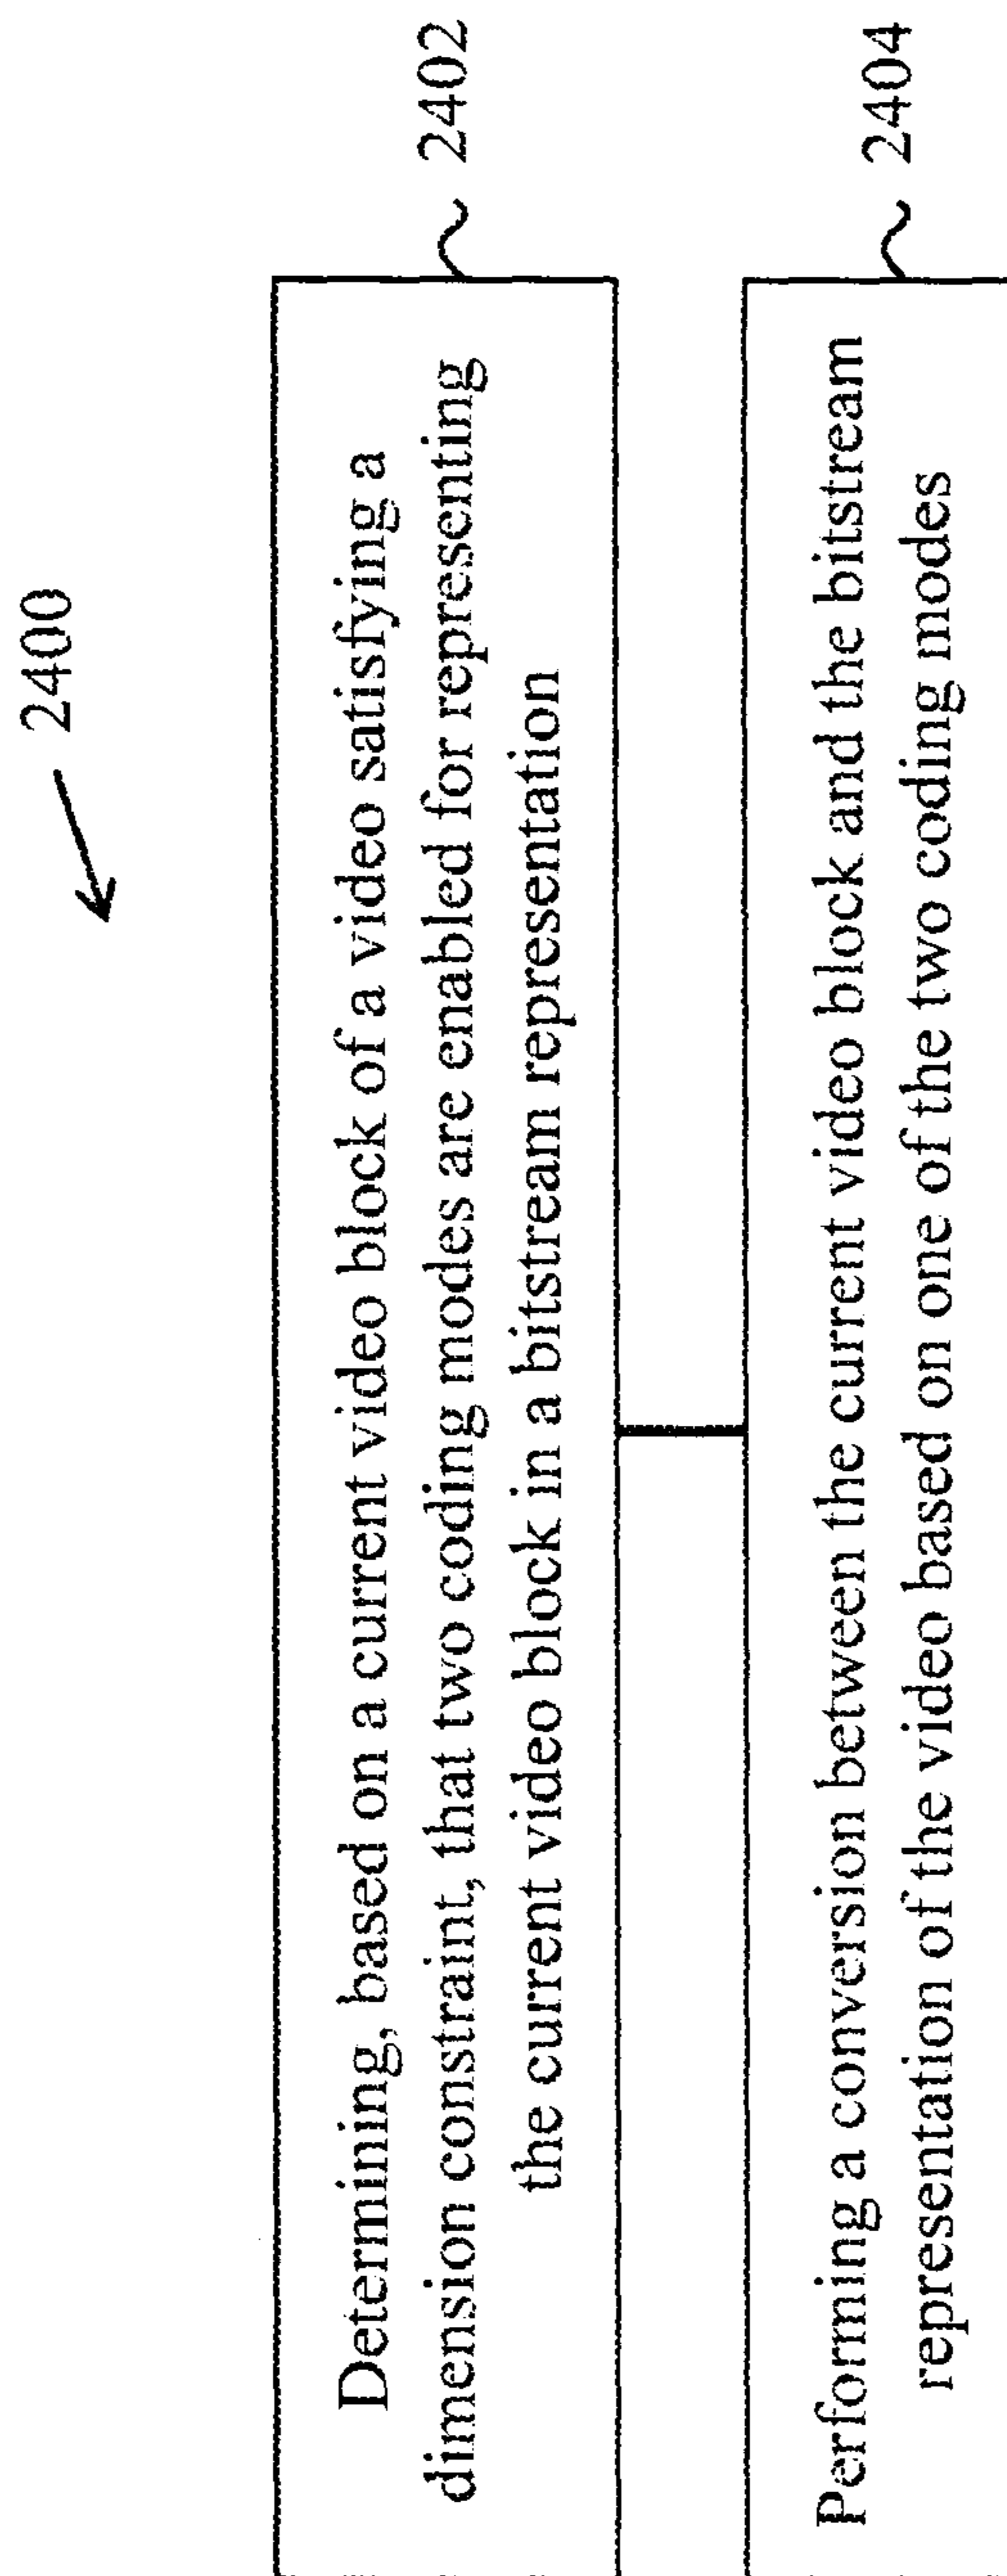 2400
Determining, based on a current video block of a video satisfying a
dimension constraint, that two coding modes are enabled for representing
the current video block in a bitstream representation
2402
Performing a conversion between the current video block and the bitstream
representation of the video based on one of the two coding modes
2404